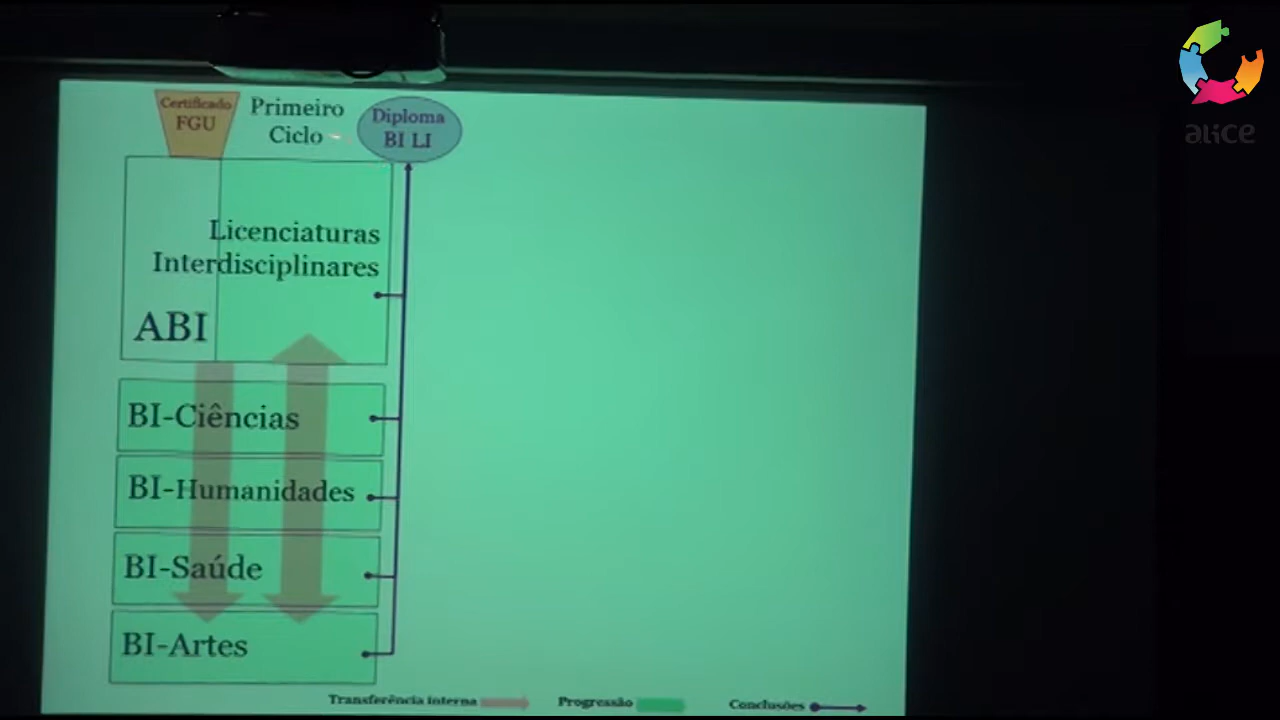 Certificado
FGU
Primeiro
Ciclo
Diploma
BI LI
Licenciaturas
Interdisciplinares
ABI
BI-Ciências
BI-Humanidades
BI-Saúde
BI-Artes
Transferência interna
Progressão
Conclusões
alice